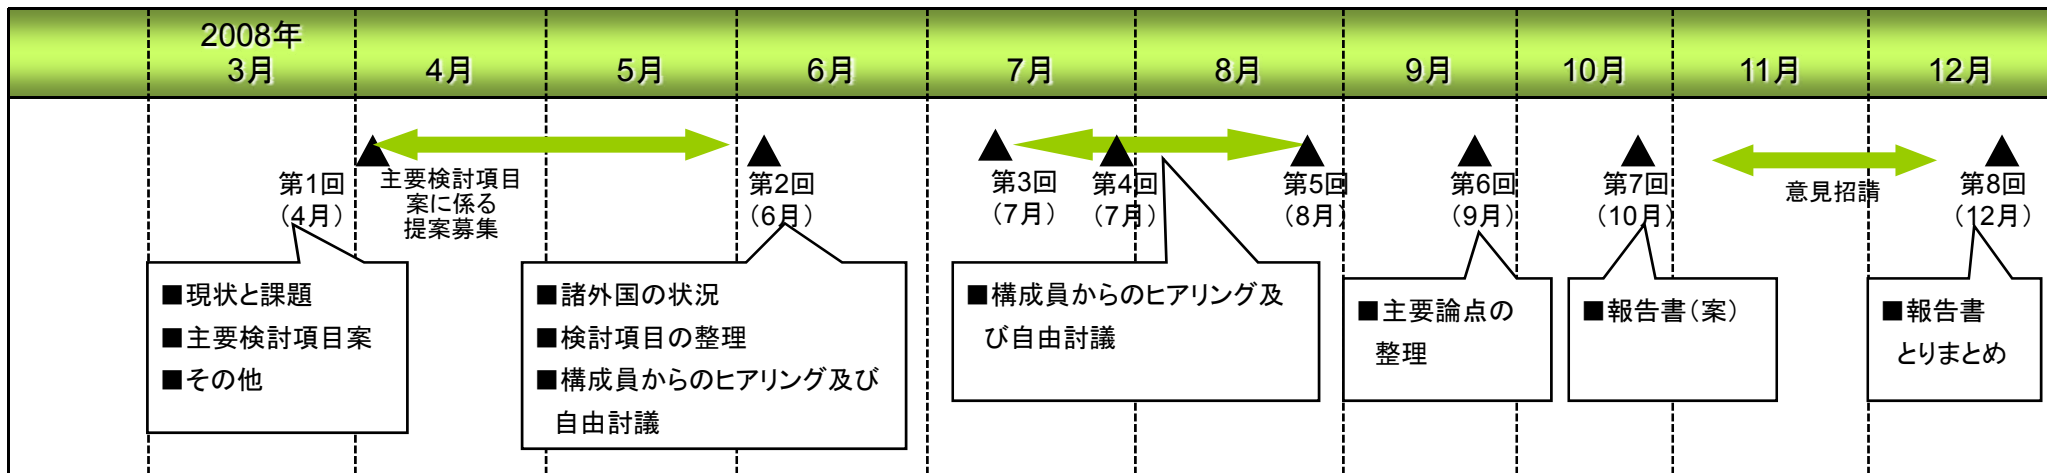 2008年
3月
4月
5月
6月
7月
8月
9月
10月
11月
12月
第1回
（4月）
主要検討項目
案に係る
提案募集
第2回
（6月）
第3回
（7月）
第4回
（7月）
第5回
（8月）
第6回
（9月）
第7回
（10月）
意見招請
第8回
（12月）
■現状と課題
■主要検討項目案
■その他
■諸外国の状況
■検討項目の整理
■構成員からのヒアリング及び
自由討議
■構成員からのヒアリング及
び自由討議
■主要論点の
整理
■報告書（案）
■報告書
とりまとめ